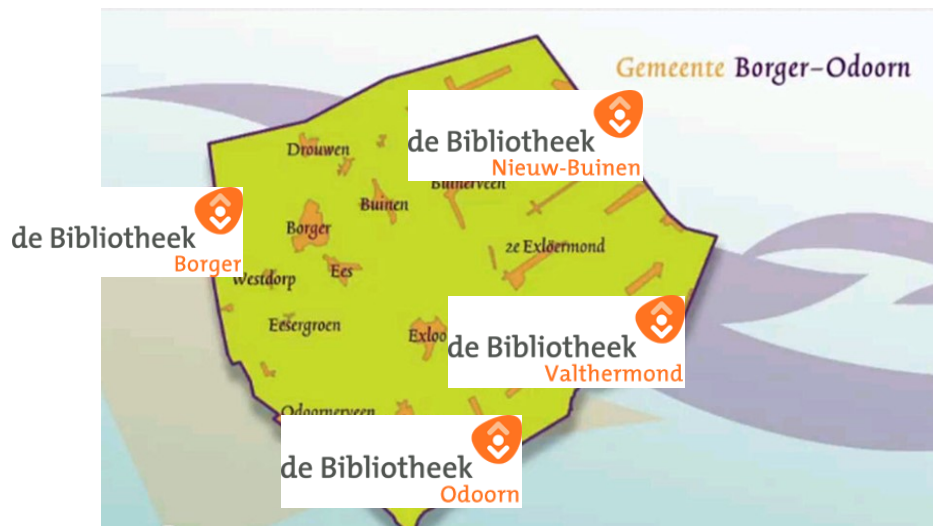 Gemeente Borger-Odoorn
de Bibliotheek
Nieuw-Buinen
Drouwen
Buinerveen
Buinen
de Bibliotheek
Borger
Borger
2e Exloërmond
Ees
Westdorp
Eesergroen
Exloo
de Bibliotheek
Valthermond
Odoornerveen
de Bibliotheek
Odoorn